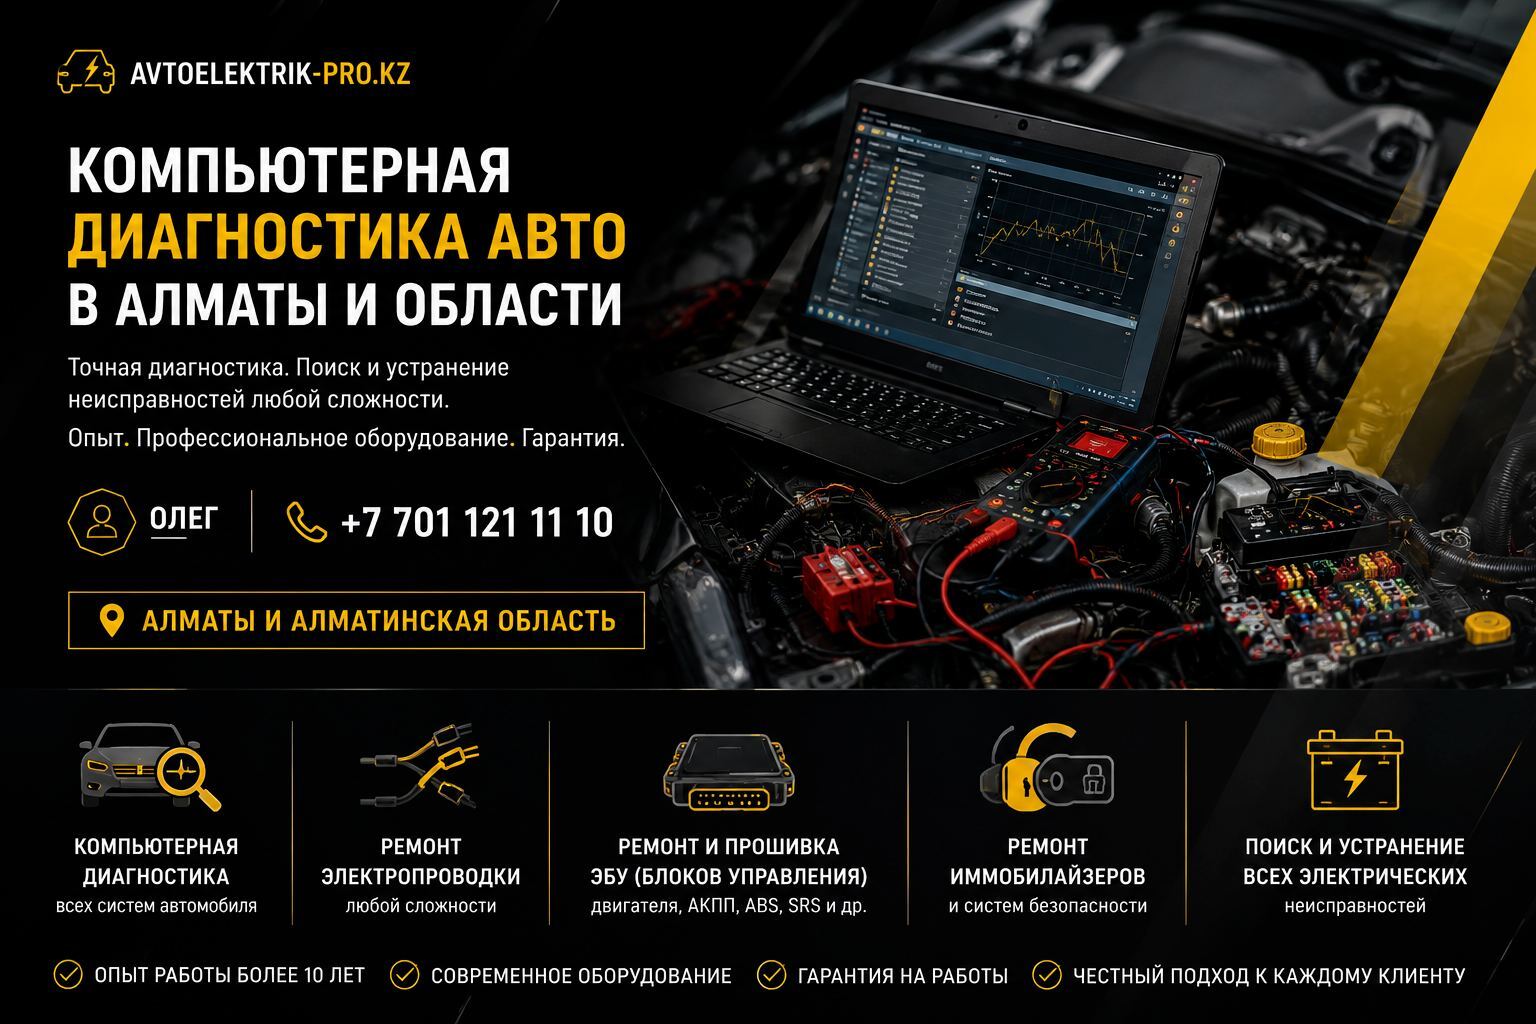 AVTOELEKTRIK-PRO.KZ
КОМПЬЮТЕРНАЯ
ДИАГНОСТИКА АВТО
В АЛМАТЫ И ОБЛАСТИ
Точная диагностика. Поиск и устранение
неисправностей любой сложности.
Опыт. Профессиональное оборудование. Гарантия.
ОЛЕГ
+7 701 121 11 10
АЛМАТЫ И АЛМАТИНСКАЯ ОБЛАСТЬ
КОМПЬЮТЕРНАЯ
ДИАГНОСТИКА
всех систем автомобиля
РЕМОНТ
ЭЛЕКТРОПРОВОДКИ
любой сложности
РЕМОНТ И ПРОШИВКА
ЭБУ (БЛОКОВ УПРАВЛЕНИЯ)
двигателя, АКПП, ABS, SRS и др.
РЕМОНТ
ИММОБИЛАЙЗЕРОВ
и систем безопасности
ПОИСК И УСТРАНЕНИЕ
ВСЕХ ЭЛЕКТРИЧЕСКИХ
неисправностей
ОПЫТ РАБОТЫ БОЛЕЕ 10 ЛЕТ
СОВРЕМЕННОЕ ОБОРУДОВАНИЕ
ГАРАНТИЯ НА РАБОТЫ
ЧЕСТНЫЙ ПОДХОД К КАЖДОМУ КЛИЕНТУ